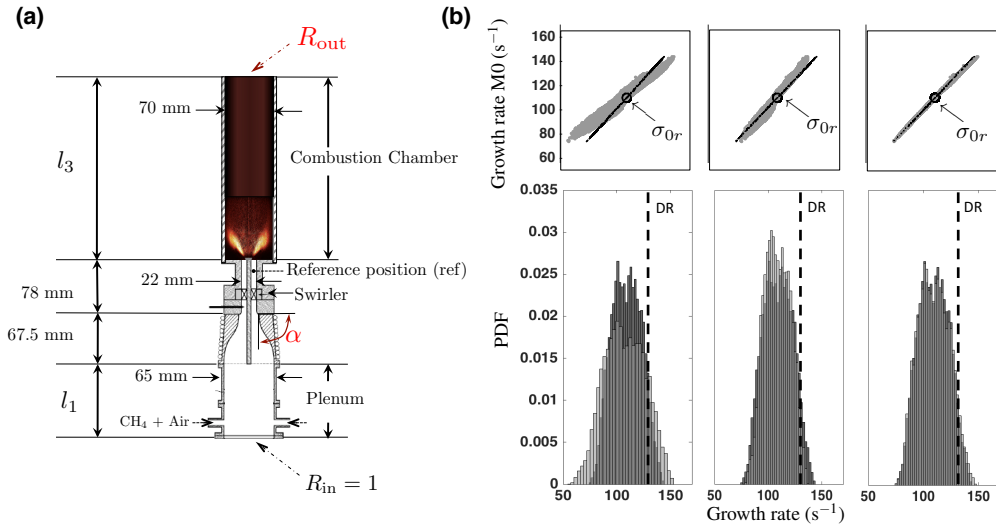 (a)
R_out
70 mm
l_3
Combustion Chamber
Reference position (ref)
22 mm
Swirler
78 mm
α
67.5 mm
65 mm
Plenum
l_1
CH_4 + Air
R_in = 1
(b)
Growth rate M0 (s^−1)
160
140
120
100
80
60
σ_0r
σ_0r
σ_0r
PDF
0.035
0.03
0.025
0.02
0.015
0.01
0.005
0
DR
DR
DR
50 100 150
50 100 150
50 100 150
Growth rate (s^−1)